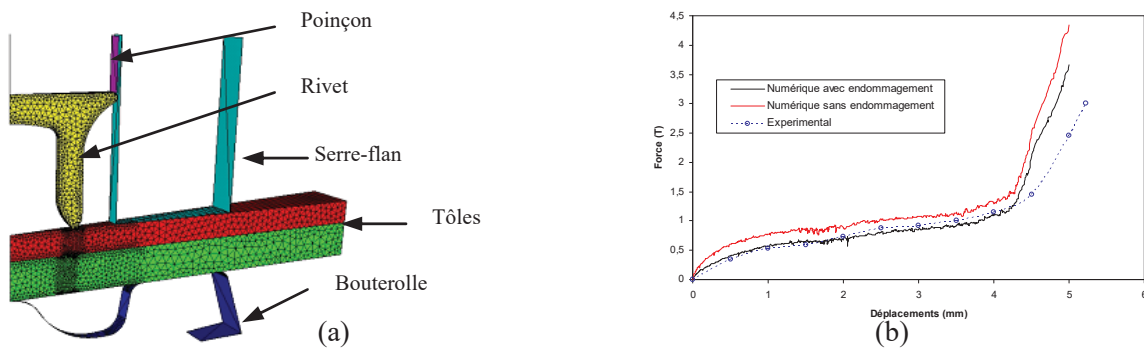 Poinçon
Rivet
Serre-flan
Tôles
Bouterolle
(a)
4,5
4
3,5
3
2,5
2
1,5
1
0,5
0
Force (T)
Numérique avec endommagement
Numérique sans endommagement
Experimental
0 1 2 3 4 5 6
Déplacements (mm)
(b)